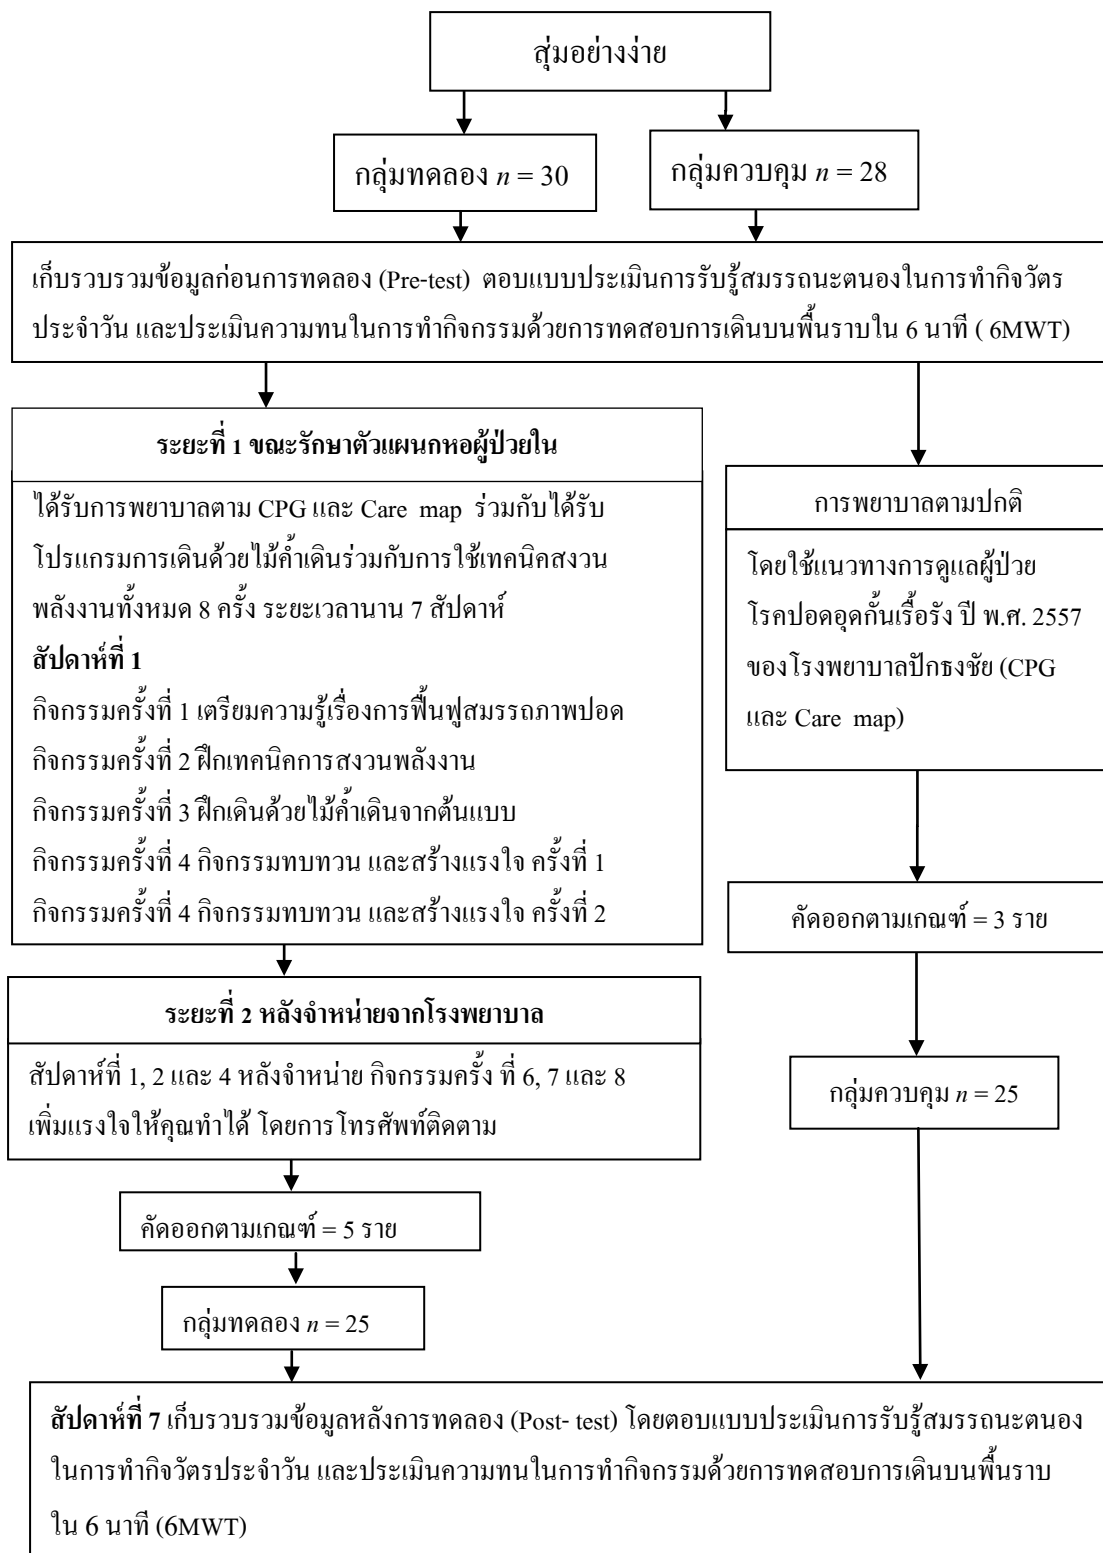 สุ่มอย่างง่าย
กลุ่มทดลอง n = 30
กลุ่มควบคุม n = 28
เก็บรวบรวมข้อมูลก่อนการทดลอง (Pre-test) ตอบแบบประเมินการรับรู้สมรรถนะตนองในการทำกิจวัตร
ประจำวัน และประเมินความทนในการทำกิจกรรมด้วยการทดสอบการเดินบนพื้นราบใน 6 นาที ( 6MWT)
ระยะที่ 1 ขณะรักษาตัวแผนกหอผู้ป่วยใน
ได้รับการพยาบาลตาม CPG และ Care map ร่วมกับได้รับ
โปรแกรมการเดินด้วยไม้ค้ำเดินร่วมกับการใช้เทคนิคสงวน
พลังงานทั้งหมด 8 ครั้ง ระยะเวลานาน 7 สัปดาห์
สัปดาห์ที่ 1
กิจกรรมครั้งที่ 1 เตรียมความรู้เรื่องการฟื้นฟูสมรรถภาพปอด
กิจกรรมครั้งที่ 2 ฝึกเทคนิคการสงวนพลังงาน
กิจกรรมครั้งที่ 3 ฝึกเดินด้วยไม้ค้ำเดินจากต้นแบบ
กิจกรรมครั้งที่ 4 กิจกรรมทบทวน และสร้างแรงใจ ครั้งที่ 1
กิจกรรมครั้งที่ 4 กิจกรรมทบทวน และสร้างแรงใจ ครั้งที่ 2
การพยาบาลตามปกติ
โดยใช้แนวทางการดูแลผู้ป่วย
โรคปอดอุดกั้นเรื้อรัง ปี พ.ศ. 2557
ของโรงพยาบาลปักธงชัย (CPG
และ Care map)
คัดออกตามเกณฑ์ = 3 ราย
ระยะที่ 2 หลังจำหน่ายจากโรงพยาบาล
สัปดาห์ที่ 1, 2 และ 4 หลังจำหน่าย กิจกรรมครั้ง ที่ 6, 7 และ 8
เพิ่มแรงใจให้คุณทำได้ โดยการโทรศัพท์ติดตาม
กลุ่มควบคุม n = 25
คัดออกตามเกณฑ์ = 5 ราย
กลุ่มทดลอง n = 25
สัปดาห์ที่ 7 เก็บรวบรวมข้อมูลหลังการทดลอง (Post- test) โดยตอบแบบประเมินการรับรู้สมรรถนะตนอง
ในการทำกิจวัตรประจำวัน และประเมินความทนในการทำกิจกรรมด้วยการทดสอบการเดินบนพื้นราบ
ใน 6 นาที (6MWT)